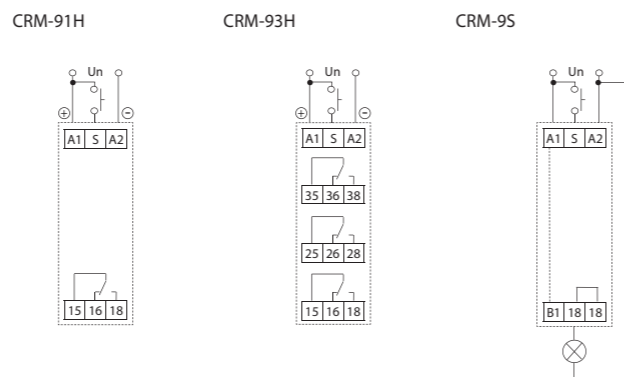 CRM-91H CRM-93H CRM-9S
Un Un Un
+ - + -
A1 S A2 A1 S A2 A1 S A2
35 36 38
25 26 28
15 16 18 15 16 18 B1 18 18